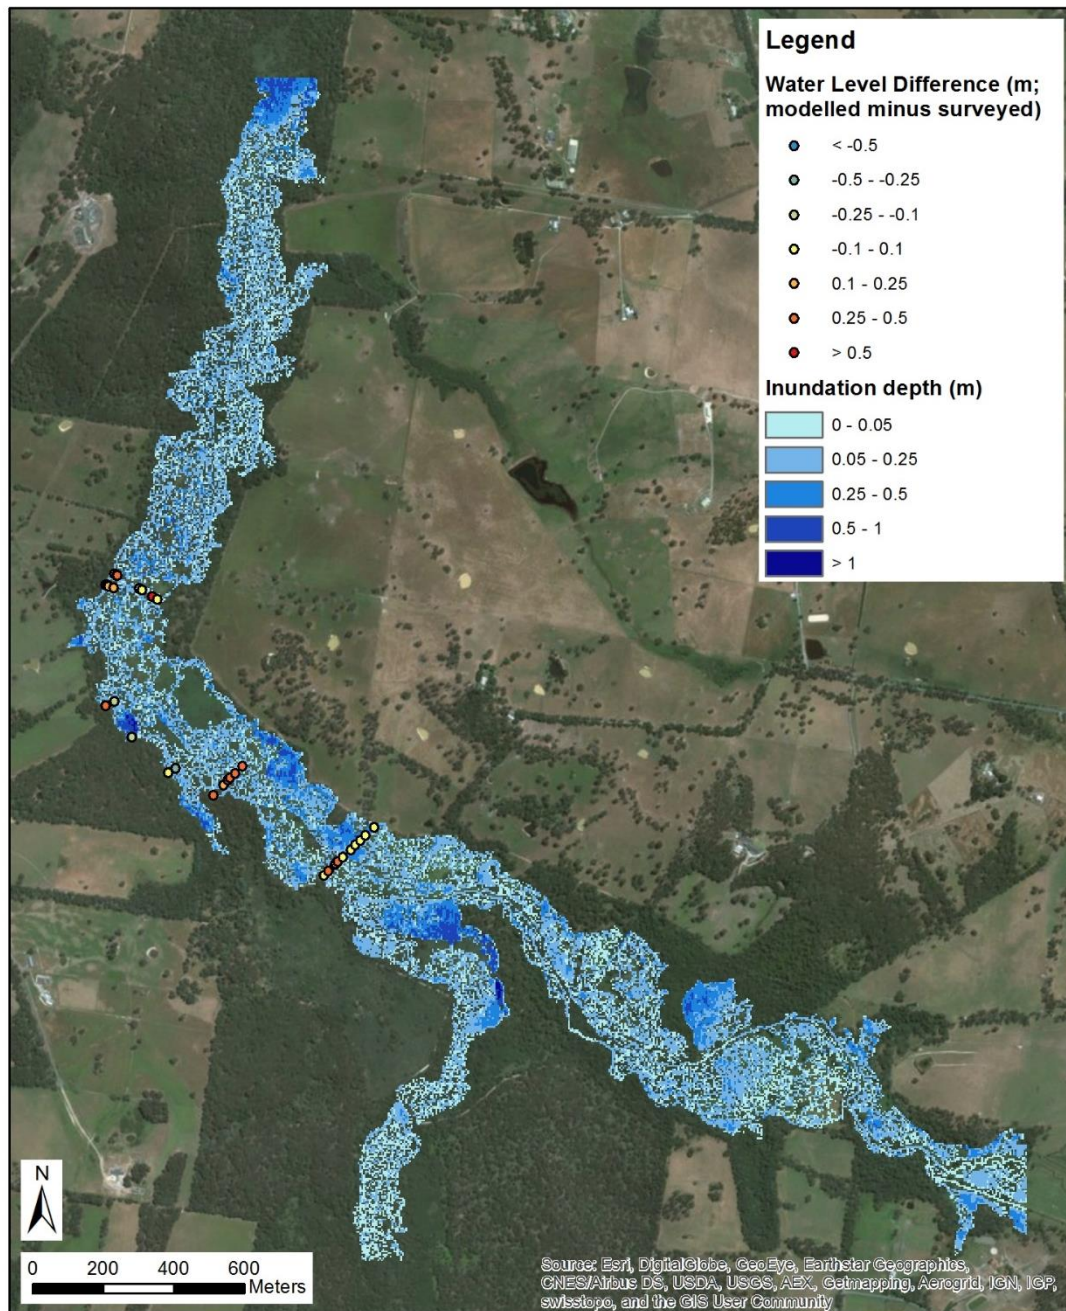 Legend
Water Level Difference (m;
modelled minus surveyed)
< -0.5
-0.5 - -0.25
-0.25 - -0.1
-0.1 - 0.1
0.1 - 0.25
0.25 - 0.5
> 0.5
Inundation depth (m)
0 - 0.05
0.05 - 0.25
0.25 - 0.5
0.5 - 1
> 1
N
0 200 400 600
Meters
Source: Esri, DigitalGlobe, GeoEye, Earthstar Geographics,
CNES/Airbus DS, USDA, USGS, AEX, Getmapping, Aerogrid, IGN, IGP,
swisstopo, and the GIS User Community